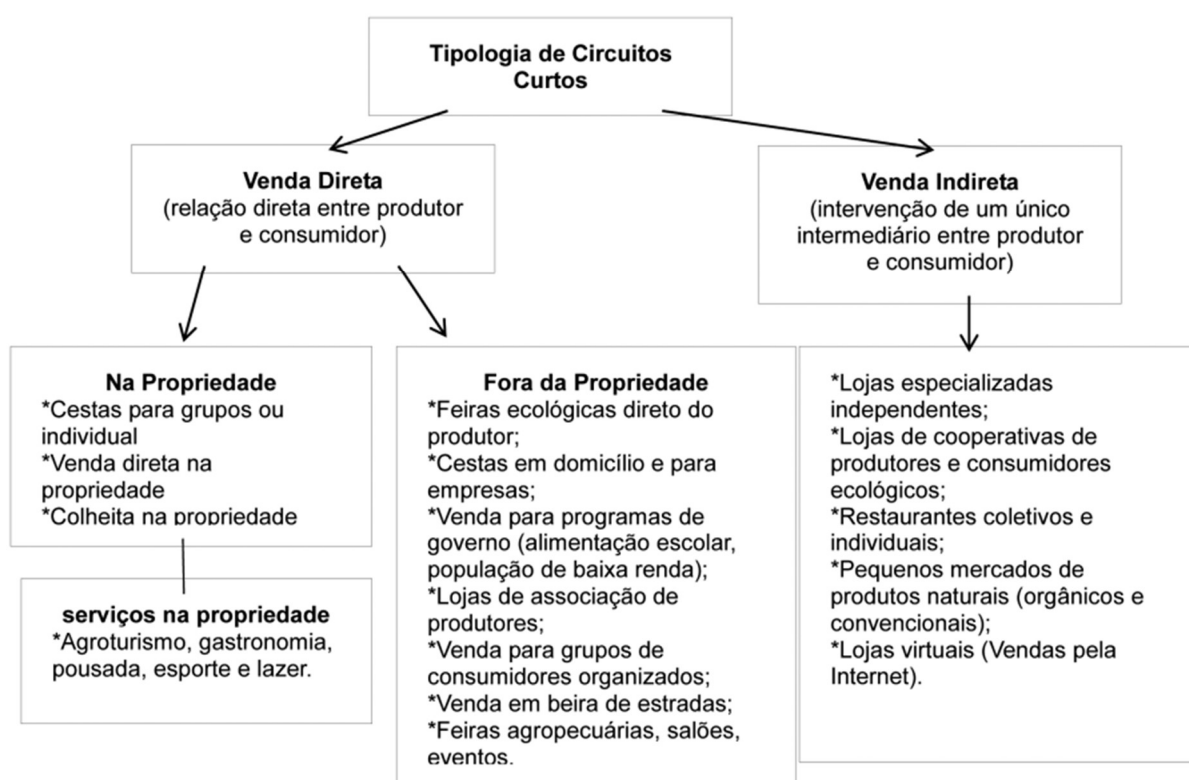 Tipologia de Circuitos
Curtos
Venda Direta
(relação direta entre produtor
e consumidor)
Venda Indireta
(intervenção de um único
intermediário entre produtor
e consumidor)
Na Propriedade
*Cestas para grupos ou
individual
*Venda direta na
propriedade
*Colheita na propriedade
serviços na propriedade
*Agroturismo, gastronomia,
pousada, esporte e lazer.
Fora da Propriedade
*Feiras ecológicas direto do
produtor;
*Cestas em domicílio e para
empresas;
*Venda para programas de
governo (alimentação escolar,
população de baixa renda);
*Lojas de associação de
produtores;
*Venda para grupos de
consumidores organizados;
*Venda em beira de estradas;
*Feiras agropecuárias, salões,
eventos.
*Lojas especializadas
independentes;
*Lojas de cooperativas de
produtores e consumidores
ecológicos;
*Restaurantes coletivos e
individuais;
*Pequenos mercados de
produtos naturais (orgânicos e
convencionais);
*Lojas virtuais (Vendas pela
Internet).